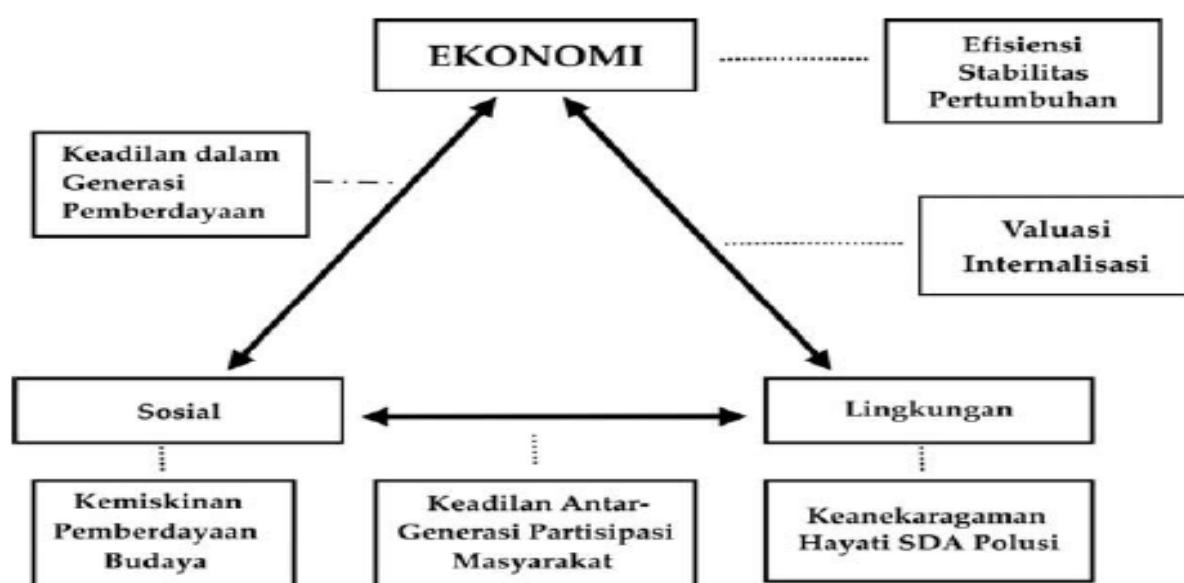 EKONOMI
Efisiensi
Stabilitas
Pertumbuhan
Keadilan dalam
Generasi
Pemberdayaan
Valuasi
Internalisasi
Sosial
Lingkungan
Kemiskinan
Pemberdayaan
Budaya
Keadilan Antar-
Generasi Partisipasi
Masyarakat
Keanekaragaman
Hayati SDA Polusi